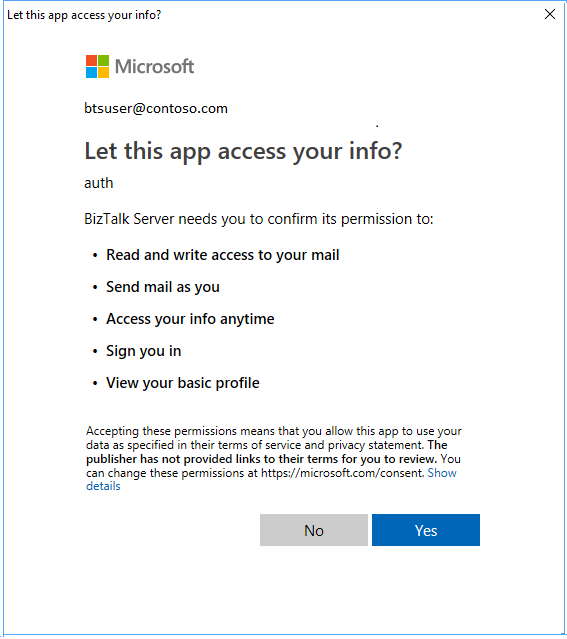 Let this app access your info?
Microsoft
btsuser@contoso.com
Let this app access your info?
auth
BizTalk Server needs you to confirm its permission to:
• Read and write access to your mail
• Send mail as you
• Access your info anytime
• Sign you in
• View your basic profile
Accepting these permissions means that you allow this app to use your
data as specified in their terms of service and privacy statement. The
publisher has not provided links to their terms for you to review. You
can change these permissions at https://microsoft.com/consent. Show
details
No Yes